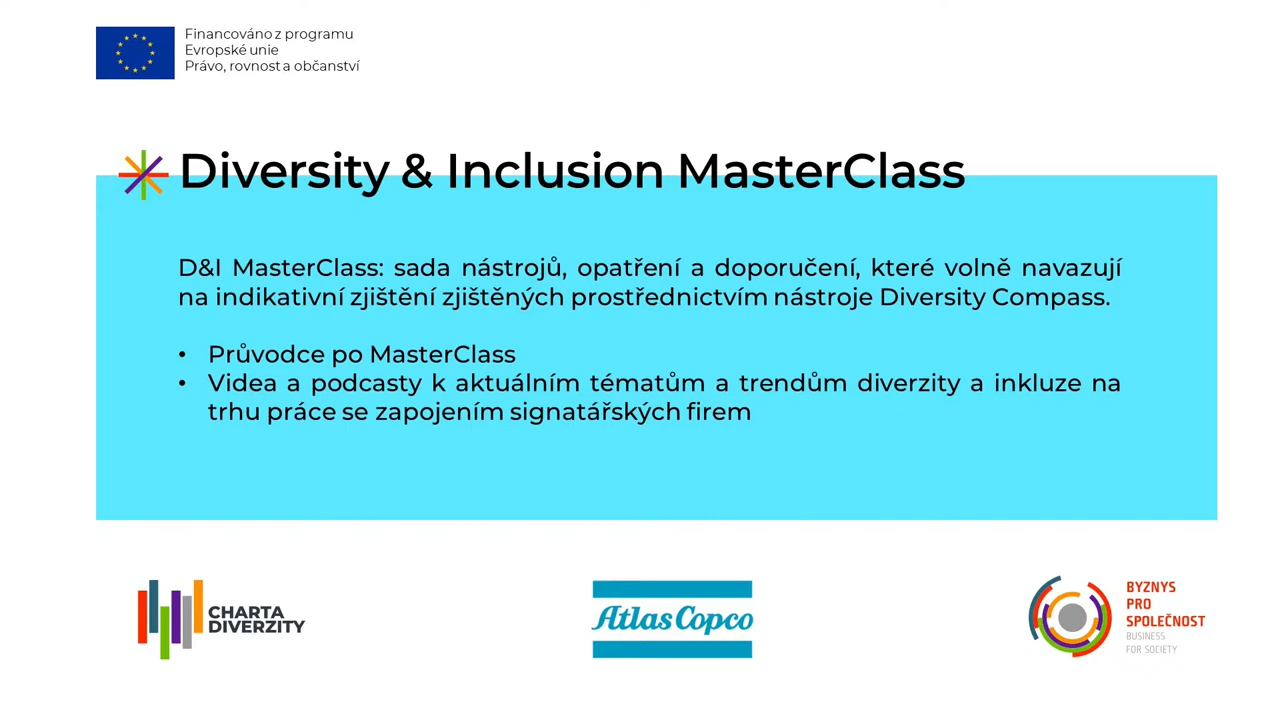 Financováno z programu
Evropské unie
Právo, rovnost a občanství
Diversity & Inclusion MasterClass
D&I MasterClass: sada nástrojů, opatření a doporučení, které volně navazují
na indikativní zjištění zjištěných prostřednictvím nástroje Diversity Compass.
• Průvodce po MasterClass
• Videa a podcasty k aktuálním tématům a trendům diverzity a inkluze na
trhu práce se zapojením signatářských firem
CHARTA
DIVERZITY
Atlas Copco
BYZNYS
PRO
SPOLEČNOST
BUSINESS
FOR SOCIETY